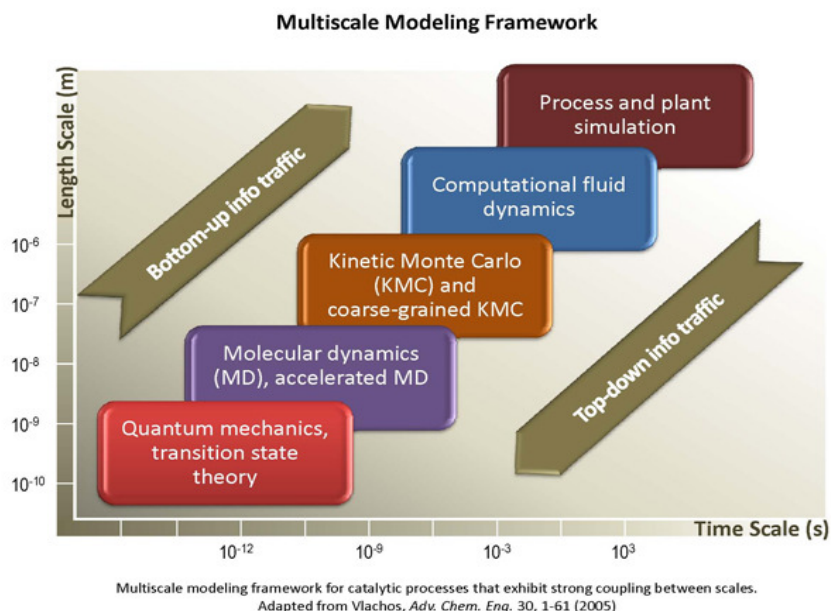 Multiscale Modeling Framework
Length Scale (m)
Bottom-up info traffic
Process and plant
simulation
Computational fluid
dynamics
Kinetic Monte Carlo
(KMC) and
coarse-grained KMC
Molecular dynamics
(MD), accelerated MD
Quantum mechanics,
transition state
theory
Top-down info traffic
10⁻⁶
10⁻⁷
10⁻⁸
10⁻⁹
10⁻¹⁰
Time Scale (s)
10⁻¹²
10⁻⁹
10⁻³
10³
Multiscale modeling framework for catalytic processes that exhibit strong coupling between scales.
Adapted from Vlachos, Adv. Chem. Eng. 30, 1-61 (2005)